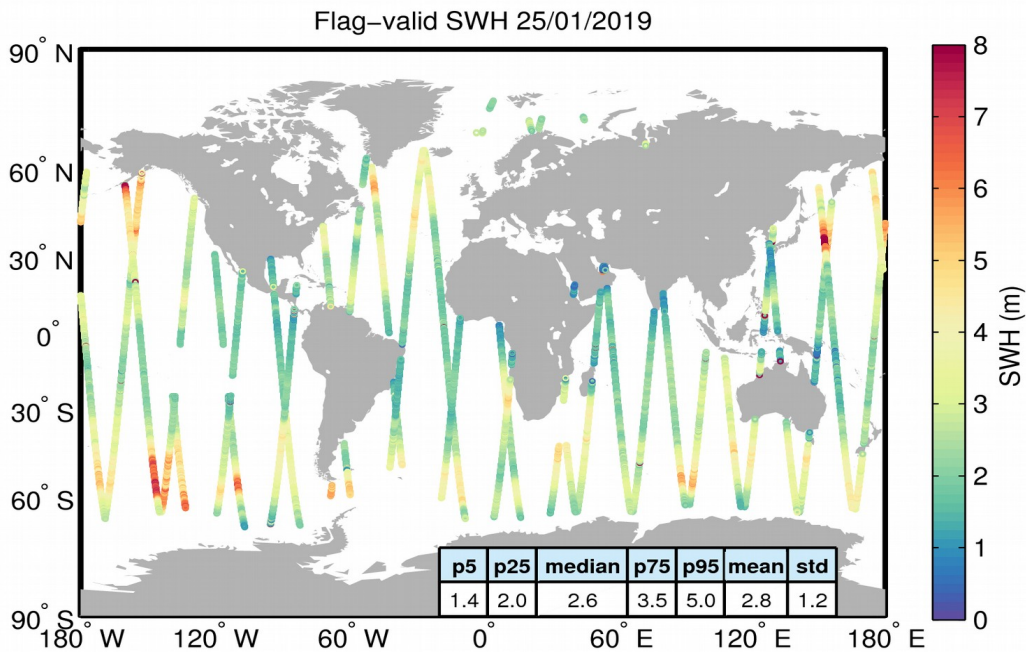 Flag−valid SWH 25/01/2019
90° N
60° N
30° N
0°
30° S
60° S
90° S
180° W
120° W
60° W
0°
60° E
120° E
180° E
8
7
6
5
4
3
2
1
0
SWH (m)
p5 p25 median p75 p95 mean std
1.4 2.0 2.6 3.5 5.0 2.8 1.2